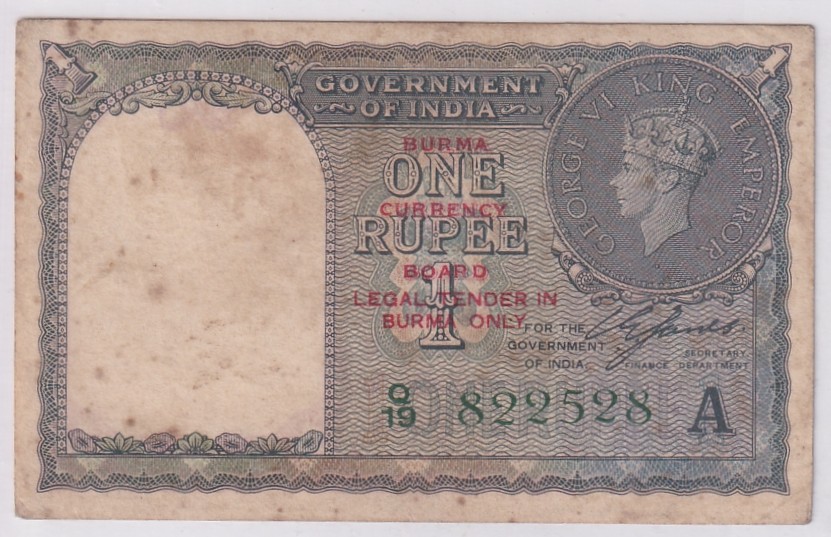 1
1
GOVERNMENT
OF INDIA
GEORGE VI KING EMPEROR
BURMA
ONE
CURRENCY
RUPEE
BOARD
1
LEGAL TENDER IN
BURMA ONLY
FOR THE
GOVERNMENT
OF INDIA
SECRETARY
FINANCE DEPARTMENT
O/19 822528 A